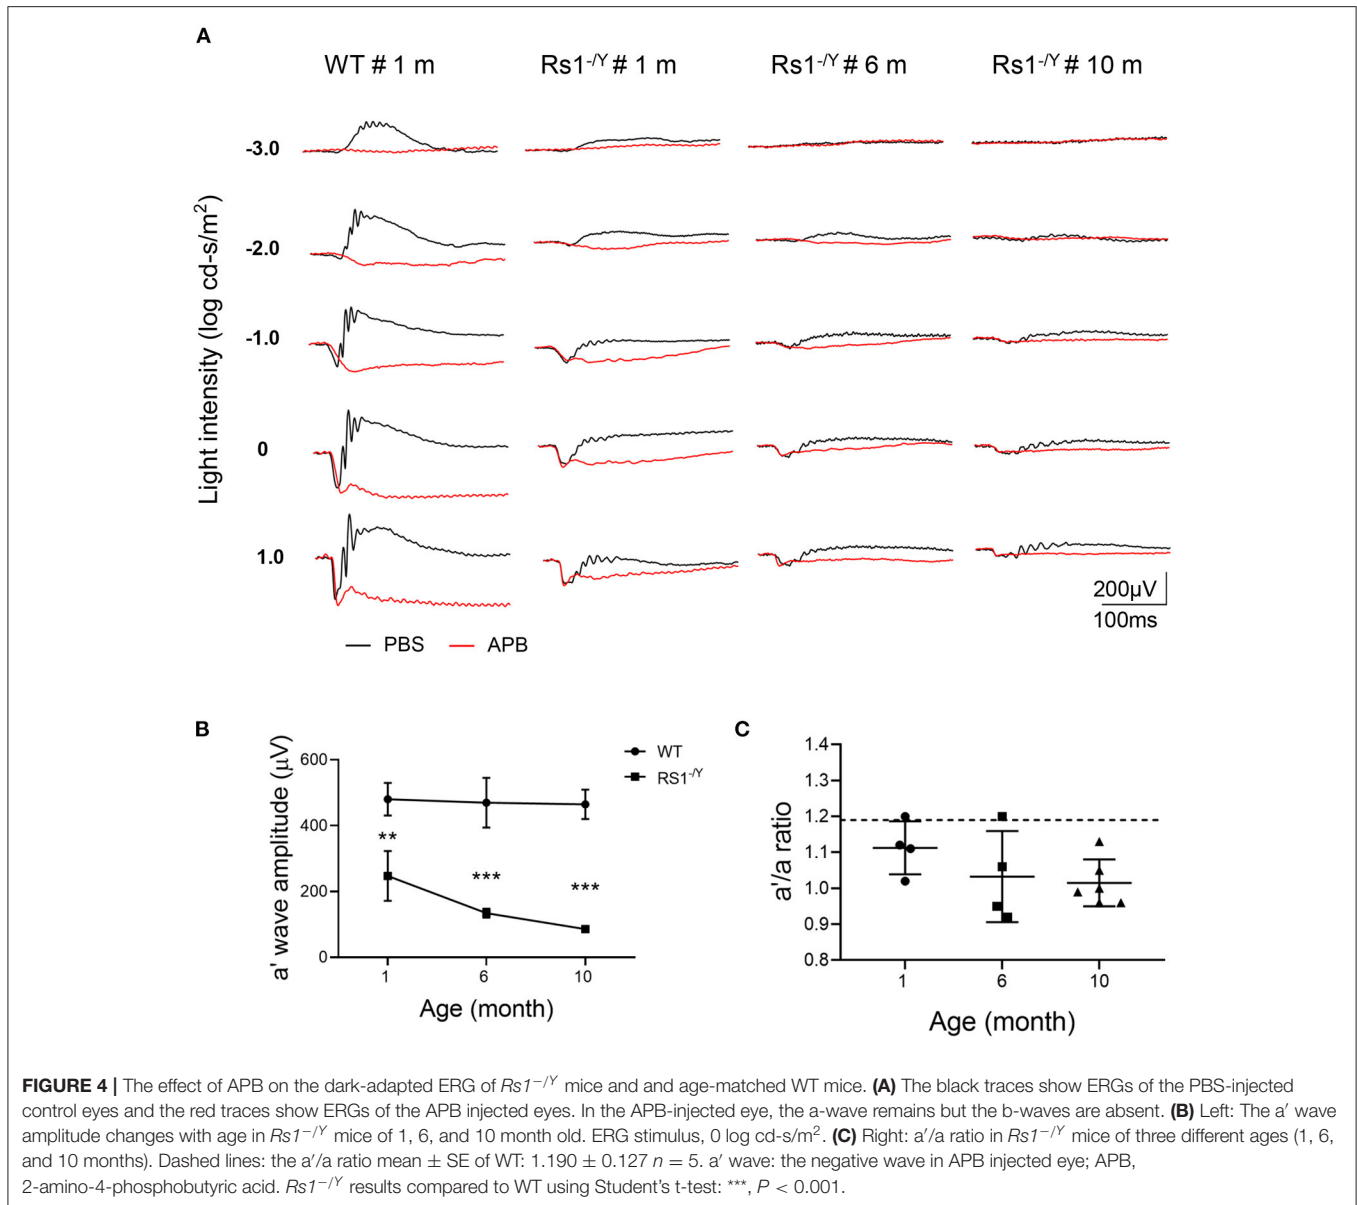 A
WT # 1 m
Rs1-/Y # 1 m
Rs1-/Y # 6 m
Rs1-/Y # 10 m
Light intensity (log cd-s/m2)
-3.0
-2.0
-1.0
0
1.0
200μV
100ms
PBS
APB
B
a' wave amplitude (μV)
600
400
200
0
**
***
***
1
6
10
Age (month)
WT
RS1-/Y
C
a'/a ratio
1.4
1.3
1.2
1.1
1.0
0.9
0.8
1
6
10
Age (month)
FIGURE 4 | The effect of APB on the dark-adapted ERG of Rs1−/Y mice and and age-matched WT mice. (A) The black traces show ERGs of the PBS-injected
control eyes and the red traces show ERGs of the APB injected eyes. In the APB-injected eye, the a-wave remains but the b-waves are absent. (B) Left: The a′ wave
amplitude changes with age in Rs1−/Y mice of 1, 6, and 10 month old. ERG stimulus, 0 log cd-s/m2. (C) Right: a′/a ratio in Rs1−/Y mice of three different ages (1, 6,
and 10 months). Dashed lines: the a′/a ratio mean ± SE of WT: 1.190 ± 0.127 n = 5. a′ wave: the negative wave in APB injected eye; APB,
2-amino-4-phosphobutyric acid. Rs1−/Y results compared to WT using Student's t-test: ***, P < 0.001.